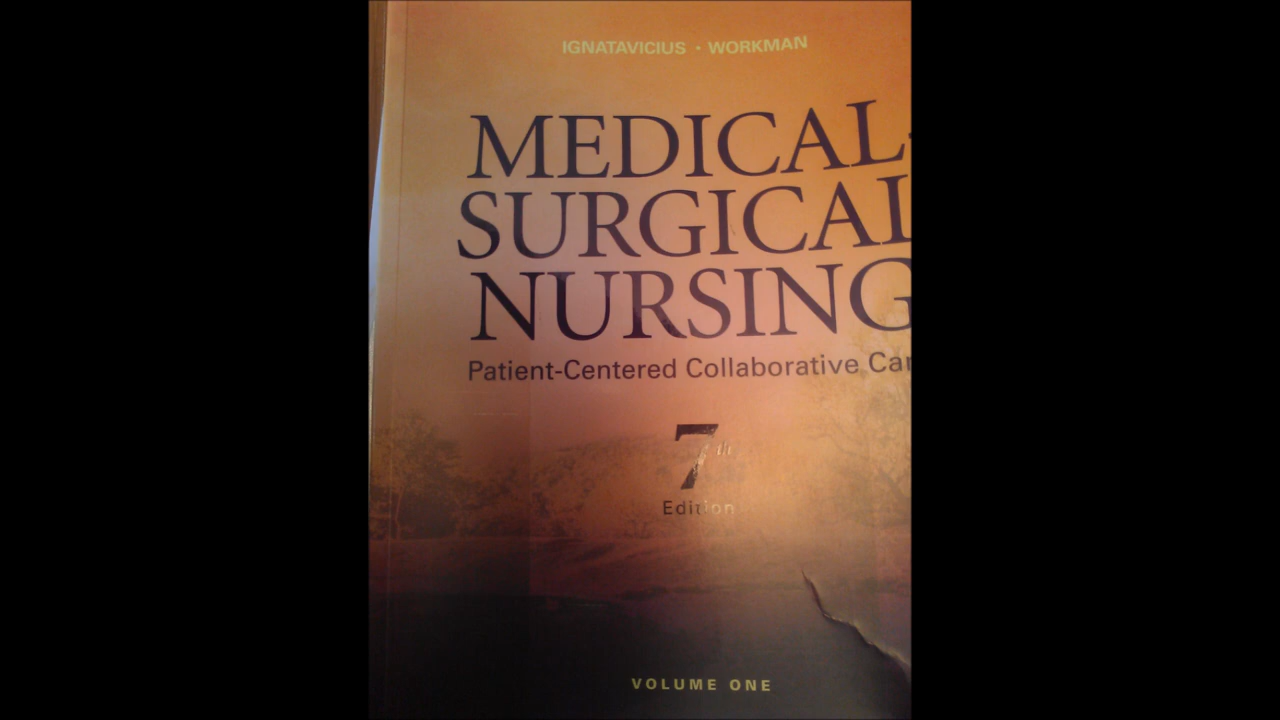 IGNATAVICIUS • WORKMAN
MEDICAL-
SURGICAL
NURSING
Patient-Centered Collaborative Car
7th
Edition
VOLUME ONE